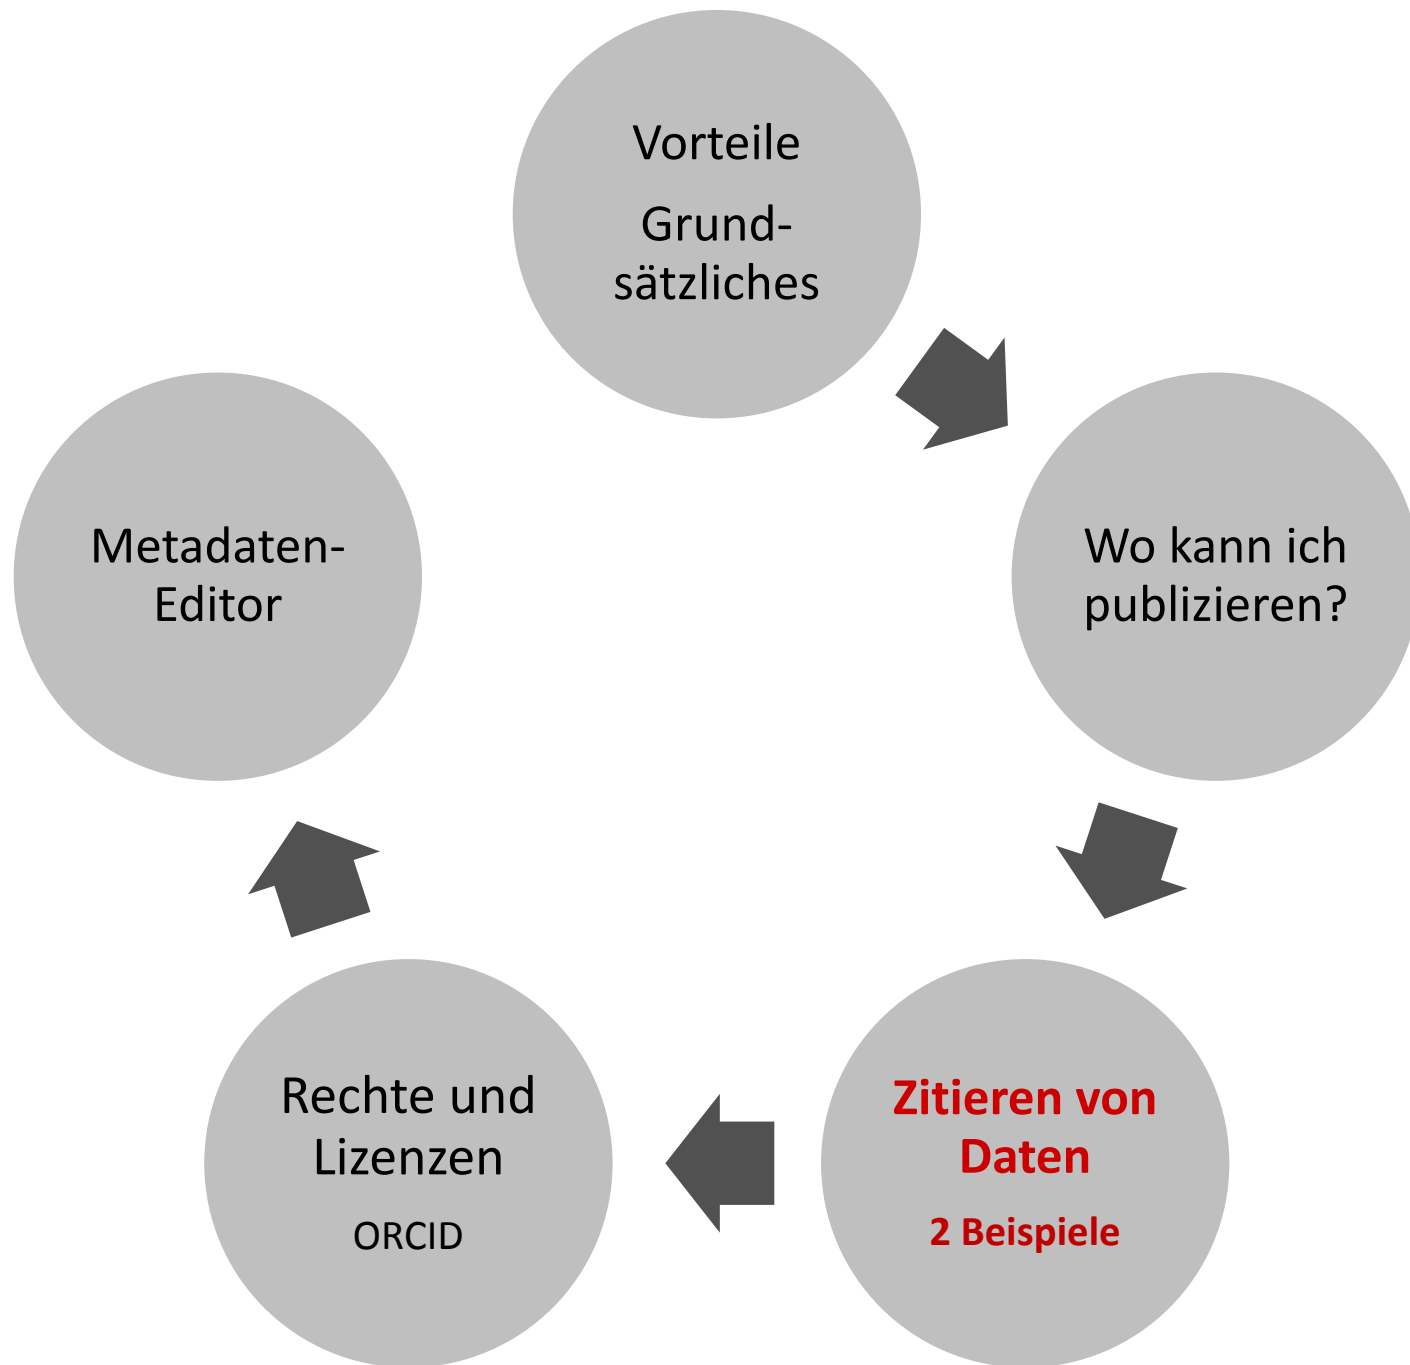 Vorteile
Grund-
sätzliches
Wo kann ich
publizieren?
Zitieren von
Daten
2 Beispiele
Rechte und
Lizenzen
ORCID
Metadaten-
Editor